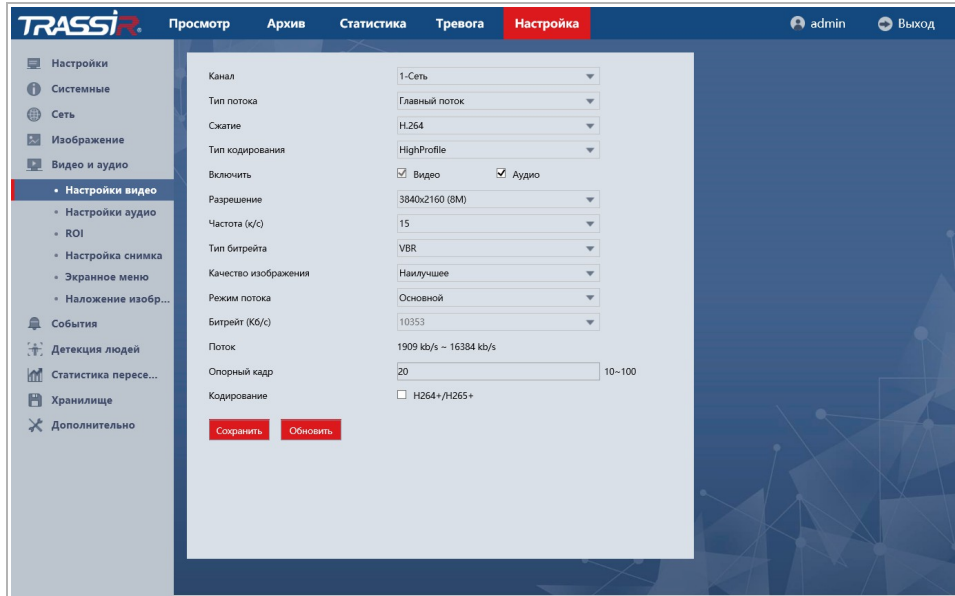 TRASSIR
Просмотр Архив Статистика Тревога Настройка
admin Выход
Настройки
Системные
Сеть
Изображение
Видео и аудио
Настройки видео
Настройки аудио
ROI
Настройка снимка
Экранное меню
Наложение изобр...
События
Детекция людей
Статистика пересе...
Хранилище
Дополнительно
Канал 1-Сеть
Тип потока Главный поток
Сжатие H.264
Тип кодирования HighProfile
Включить Видео Аудио
Разрешение 3840x2160 (8M)
Частота (к/с) 15
Тип битрейта VBR
Качество изображения Наилучшее
Режим потока Основной
Битрейт (Кб/с) 10353
Поток 1909 kb/s ~ 16384 kb/s
Опорный кадр 20 10~100
Кодирование H264+/H265+
Сохранить Обновить